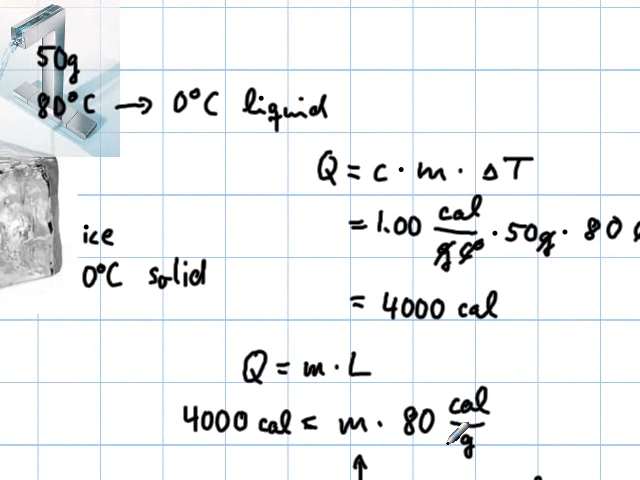 50g
80°C → 0°C liquid
Q = c · m · ΔT
= 1.00 cal/g C° · 50g · 80
ice
0°C solid
= 4000 cal
Q = m · L
4000 cal = m · 80 cal/g
↑